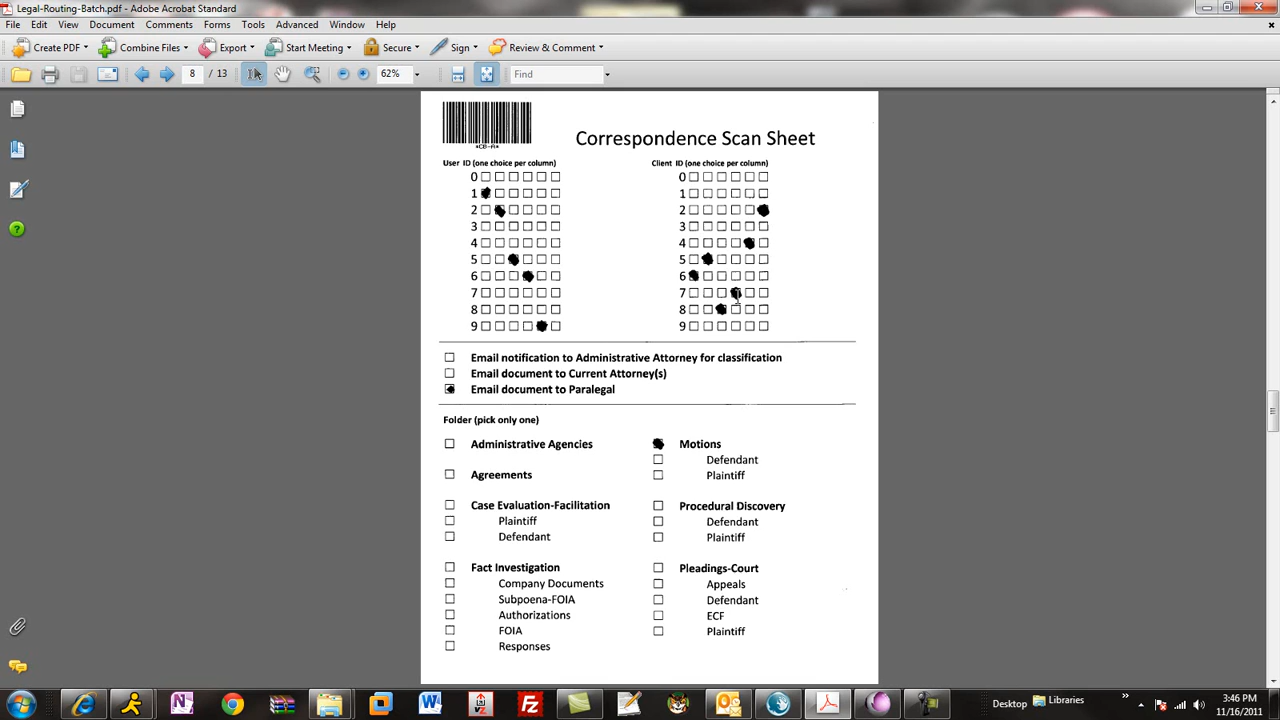 Legal-Routing-Batch.pdf - Adobe Acrobat Standard
File Edit View Document Comments Forms Tools Advanced Window Help
Create PDF Combine Files Export Start Meeting Secure Sign Review & Comment
8 / 13 62% Find
*CB-A*
Correspondence Scan Sheet
User ID (one choice per column)
0
1
2
3
4
5
6
7
8
9
Client ID (one choice per column)
0
1
2
3
4
5
6
7
8
9
Email notification to Administrative Attorney for classification
Email document to Current Attorney(s)
Email document to Paralegal
Folder (pick only one)
Administrative Agencies
Agreements
Case Evaluation-Facilitation
Plaintiff
Defendant
Fact Investigation
Company Documents
Subpoena-FOIA
Authorizations
FOIA
Responses
Motions
Defendant
Plaintiff
Procedural Discovery
Defendant
Plaintiff
Pleadings-Court
Appeals
Defendant
ECF
Plaintiff
Desktop Libraries
3:46 PM
11/16/2011